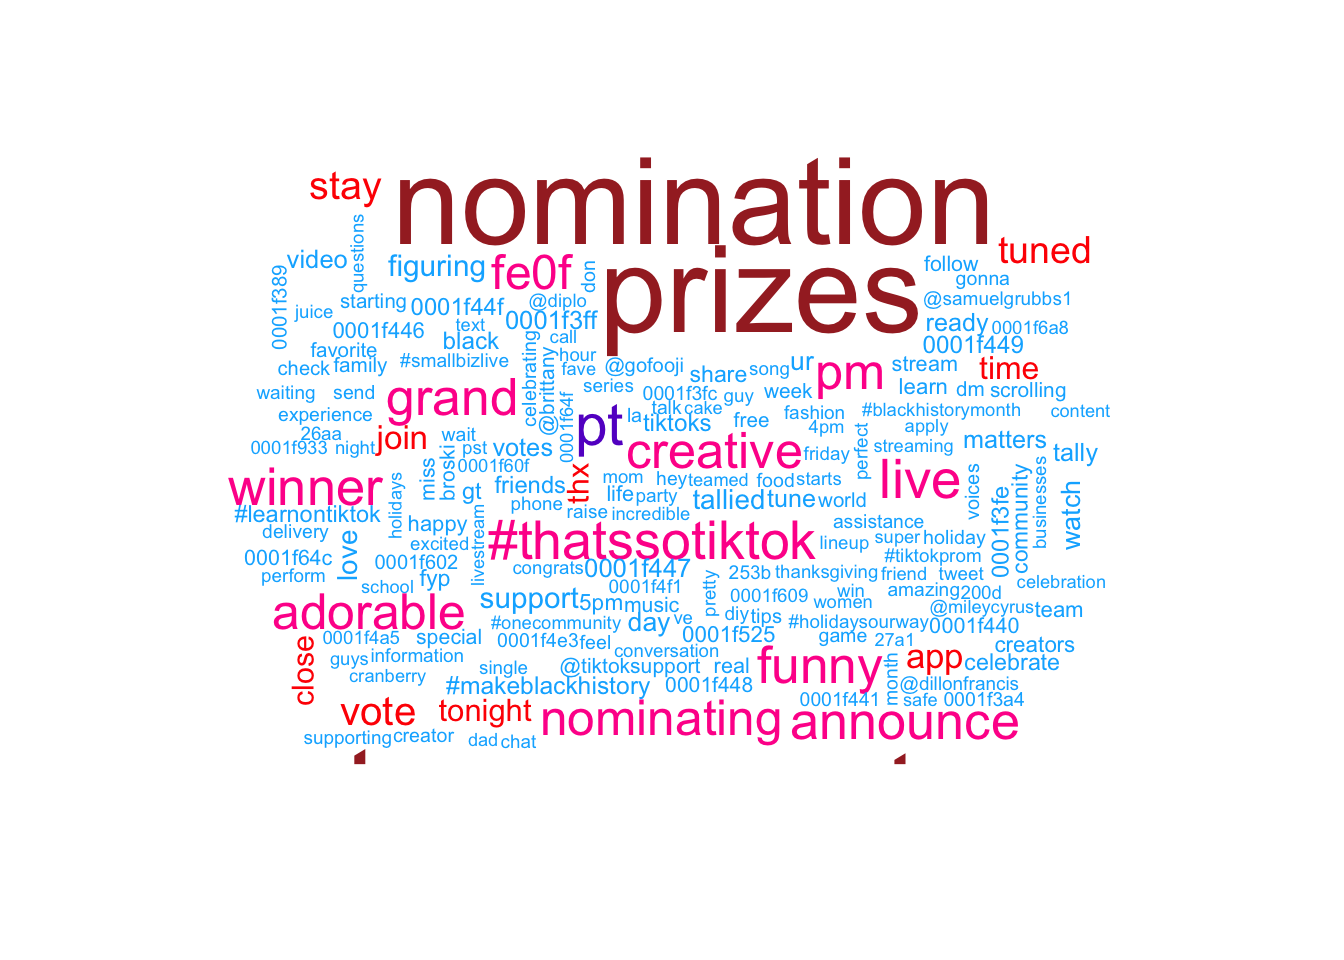 nomination
stay
prizes
tuned
questions
video
figuring
fe0f
don
follow
gonna
0001f389
starting
0001f44f
@diplo
@samuelgrubbs1
juice
0001f446
text
0001f3ff
ready
0001f6a8
black
call
0001f449
favorite
#smallbizlive
celebrating
@brittany
hour
check
family
fave
@gofooji
share
song
ur
pm
stream
time
waiting
send
grand
series
0001f3fc
guy
week
learn
dm
scrolling
experience
0001f64f
pt
la
talk
cake
tiktoks
free
fashion
#blackhistorymonth
content
26aa
join
wait
4pm
apply
0001f933
night
pst
votes
creative
friday
perfect
streaming
matters
tally
miss
broski
0001f60f
winner
holidays
gt
friends
thx
mom
hey
teamed
food
starts
live
voices
community
businesses
watch
0001f3fe
#learnontiktok
phone
life
party
tallied
tune
world
delivery
happy
livestream
raise
incredible
assistance
love
excited
#thatssotiktok
lineup
super
holiday
0001f64c
0001f602
congrats
0001f447
#tiktokprom
perform
fyp
253b
thanksgiving
friend
tweet
celebration
school
0001f4f1
pretty
0001f609
win
amazing
200d
adorable
support
5pm
music
women
@mileycyrus
team
#onecommunity
day
ve
diy
tips
#holidaysourway
0001f440
0001f4a5
special
0001f4e3
feel
0001f525
game
27a1
creators
close
guys
information
conversation
funny
month
app
celebrate
cranberry
single
@tiktoksupport
real
#makeblackhistory
0001f448
@dillonfrancis
0001f441
safe
0001f3a4
vote
tonight
nominating
announce
supporting
creator
dad
chat